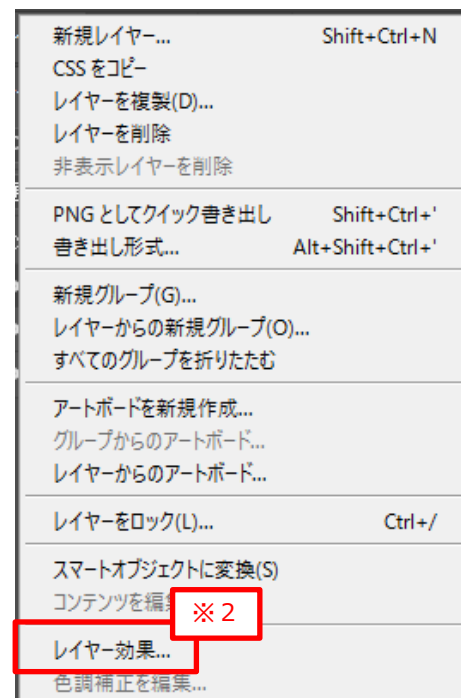 新規レイヤー... Shift+Ctrl+N
CSS をコピー
レイヤーを複製(D)...
レイヤーを削除
非表示レイヤーを削除
PNG としてクイック書き出し Shift+Ctrl+'
書き出し形式... Alt+Shift+Ctrl+'
新規グループ(G)...
レイヤーからの新規グループ(O)...
すべてのグループを折りたたむ
アートボードを新規作成...
グループからのアートボード...
レイヤーからのアートボード...
レイヤーをロック(L)... Ctrl+/
スマートオブジェクトに変換(S)
コンテンツを編
※2
レイヤー効果...
色調補正を編集...